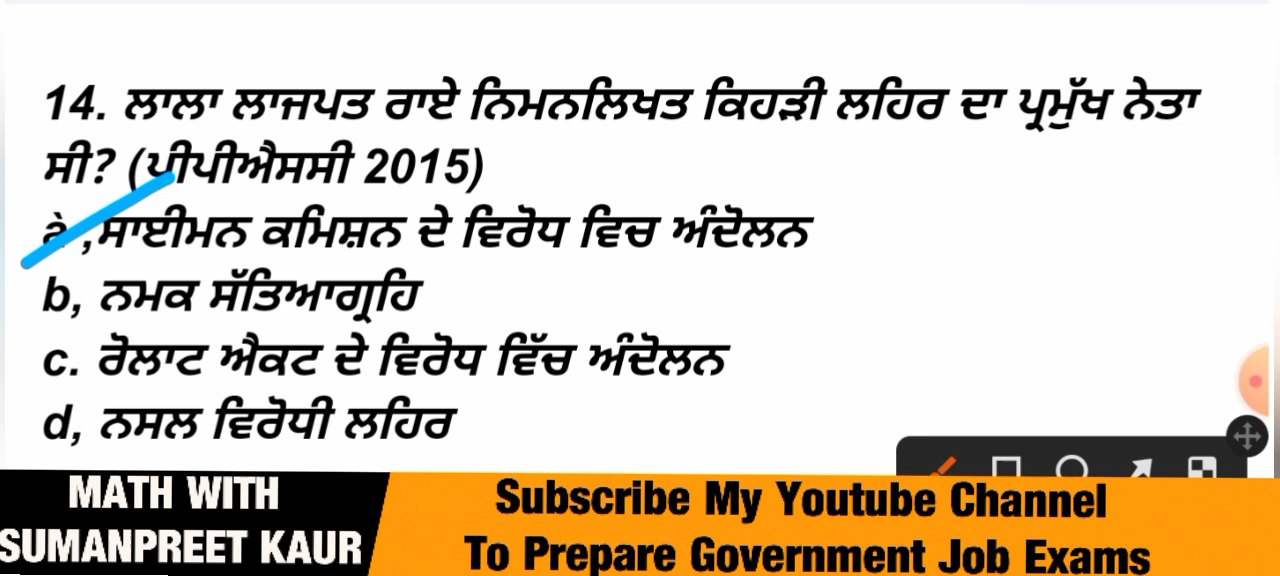 14. ਲਾਲਾ ਲਾਜਪਤ ਰਾਏ ਨਿਮਨਲਿਖਤ ਕਿਹੜੀ ਲਹਿਰ ਦਾ ਪ੍ਰਮੁੱਖ ਨੇਤਾ
ਸੀ? (ਪੀਪੀਐਸਸੀ 2015)
a ,ਸਾਈਮਨ ਕਮਿਸ਼ਨ ਦੇ ਵਿਰੋਧ ਵਿਚ ਅੰਦੋਲਨ
b, ਨਮਕ ਸੱਤਿਆਗ੍ਰਹਿ
c. ਰੋਲਾਟ ਐਕਟ ਦੇ ਵਿਰੋਧ ਵਿੱਚ ਅੰਦੋਲਨ
d, ਨਸਲ ਵਿਰੋਧੀ ਲਹਿਰ
MATH WITH
SUMANPREET KAUR
Subscribe My Youtube Channel
To Prepare Government Job Exams